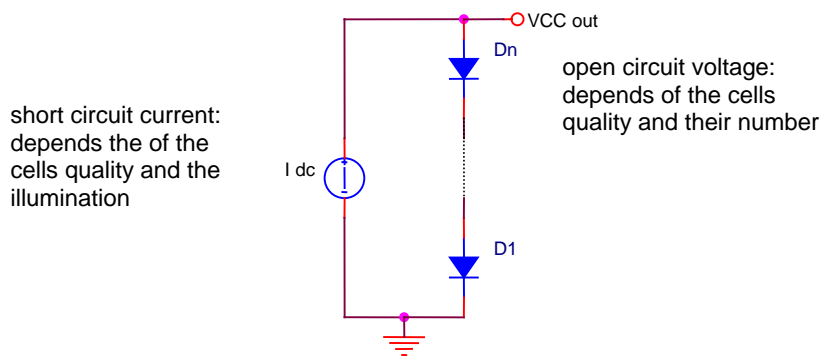 VCC out
Dn
open circuit voltage:
depends of the cells
quality and their number
short circuit current:
depends the of the
cells quality and the
illumination
I dc
D1